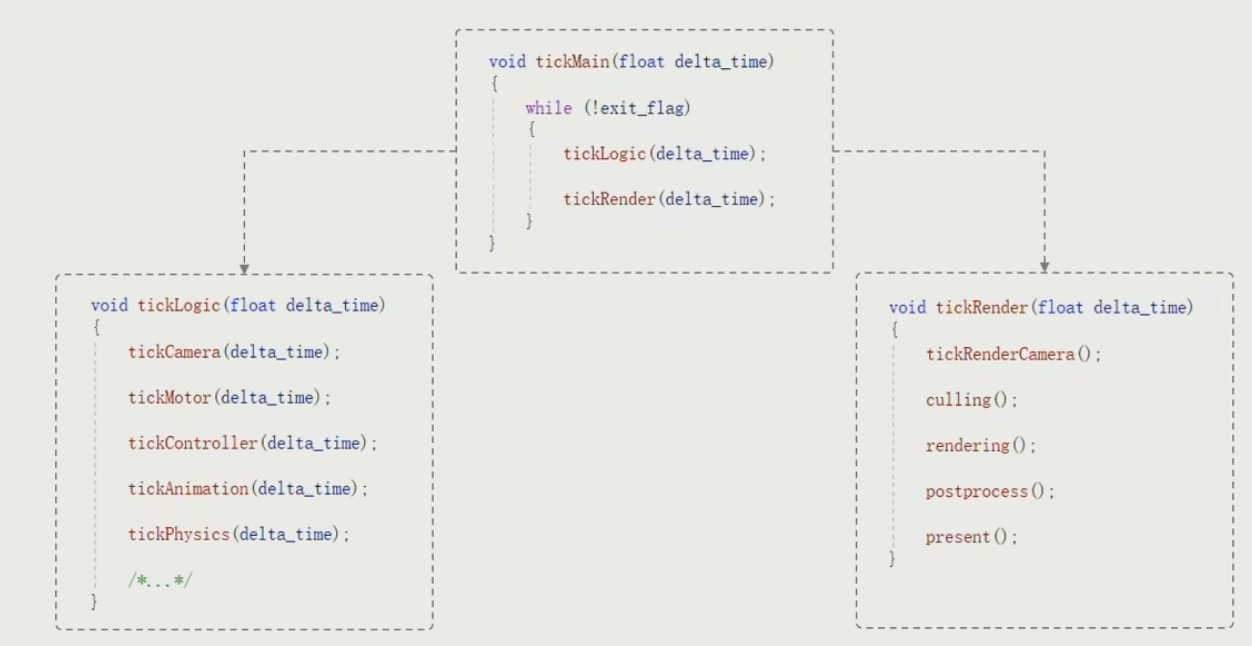 void tickMain(float delta_time)
{
while (!exit_flag)
{
tickLogic(delta_time);
tickRender(delta_time);
}
}
void tickLogic(float delta_time)
{
tickCamera(delta_time);
tickMotor(delta_time);
tickController(delta_time);
tickAnimation(delta_time);
tickPhysics(delta_time);
/*...*/
}
void tickRender(float delta_time)
{
tickRenderCamera();
culling();
rendering();
postprocess();
present();
}